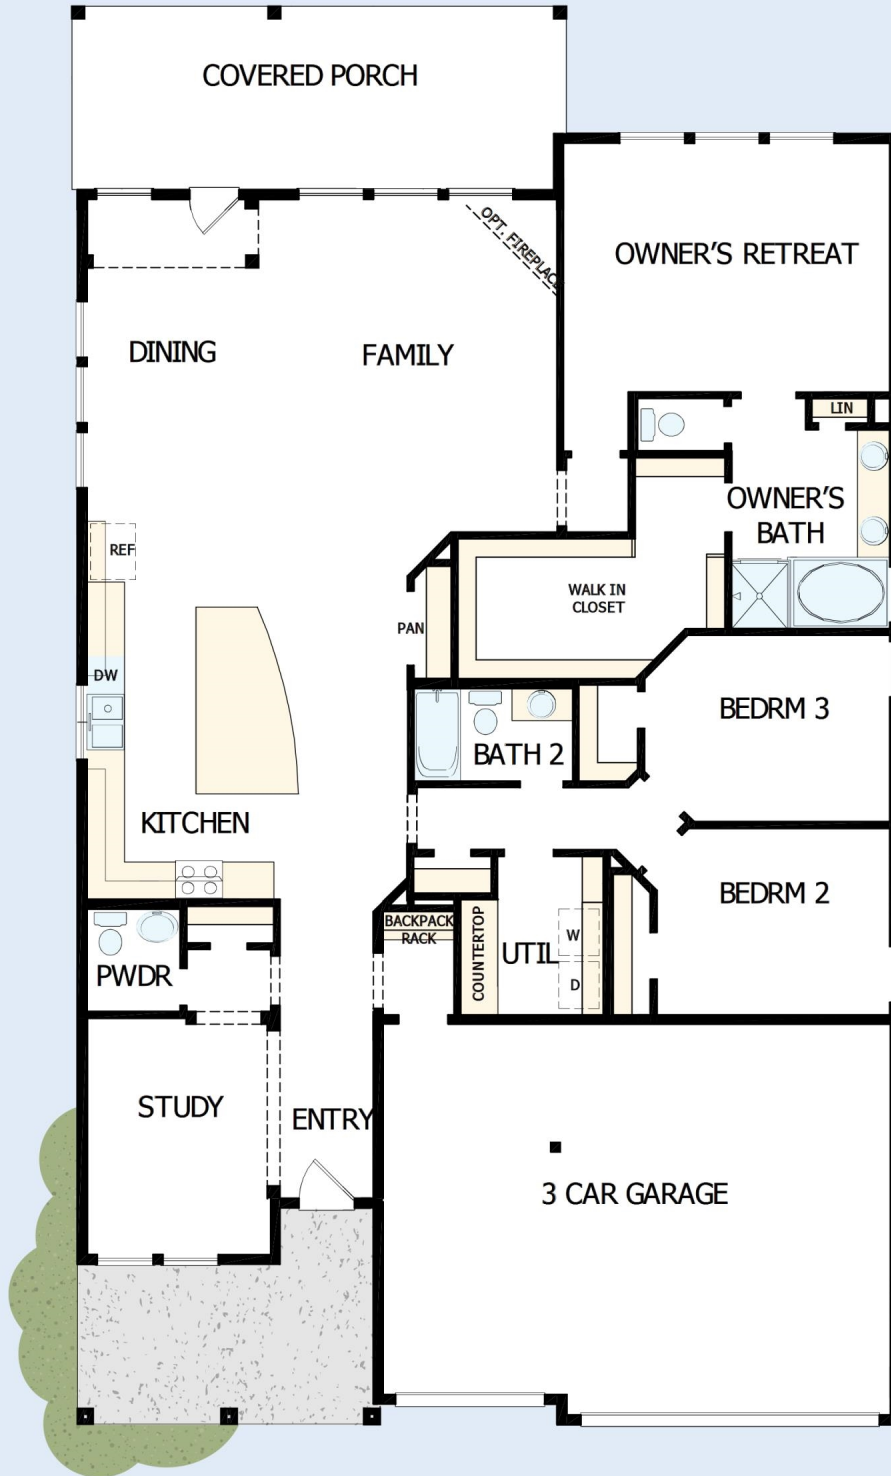 COVERED PORCH
OPT. FIREPLACE
OWNER'S RETREAT
DINING
FAMILY
LIN
OWNER'S
BATH
REF
WALK IN
CLOSET
PAN
DW
BEDRM 3
BATH 2
KITCHEN
BEDRM 2
BACKPACK
RACK
COUNTERTOP
W
UTIL
PWDR
D
STUDY
ENTRY
3 CAR GARAGE